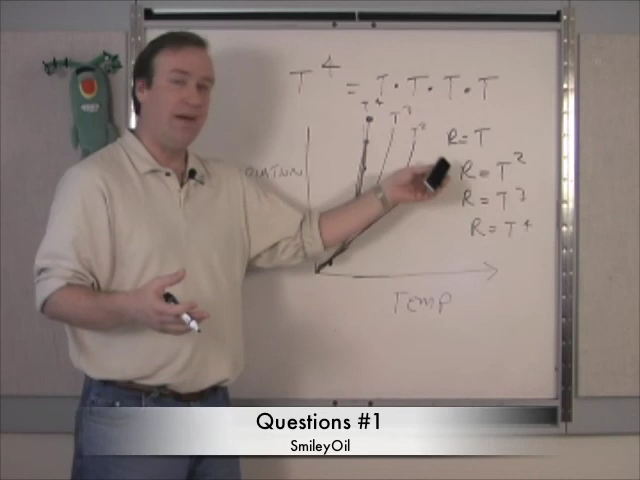 T⁴ = T · T · T · T
T⁴ T³ T²
R = T
R = T²
R = T³
R = T⁴
TEMP
Questions #1
SmileyOil